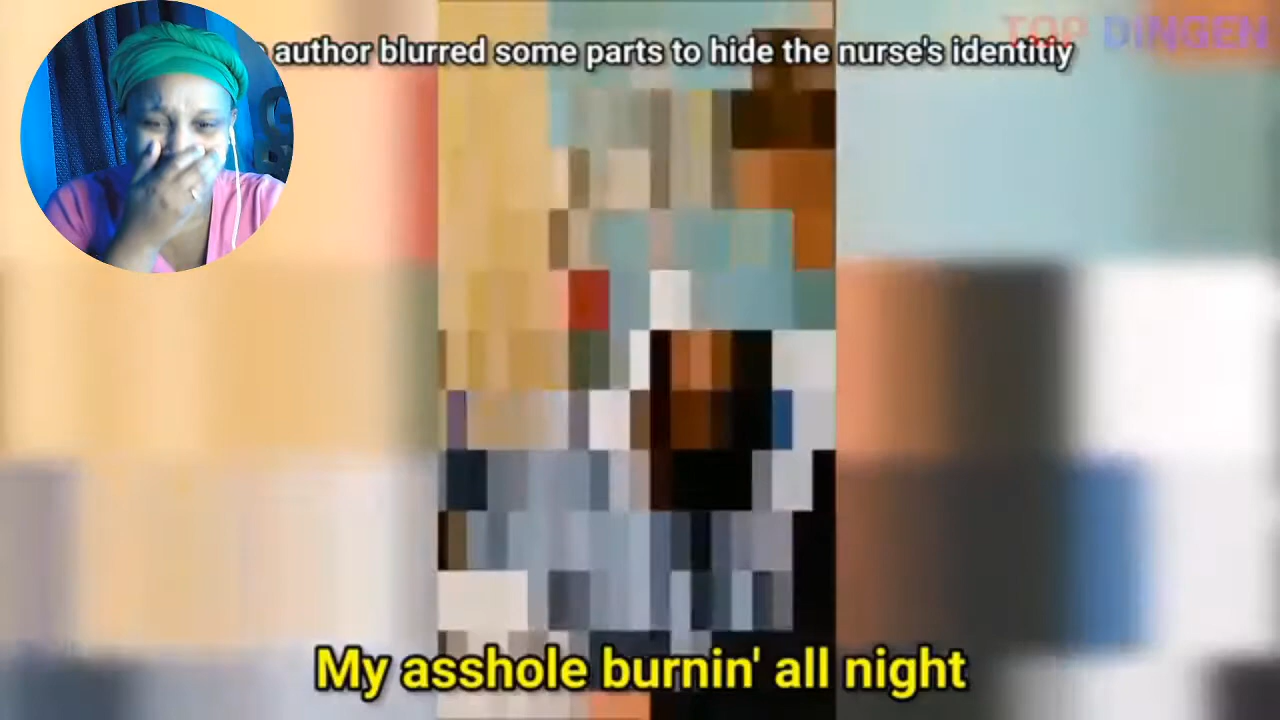 author blurred some parts to hide the nurse's identitiy
TOP DINGEN
My asshole burnin' all night